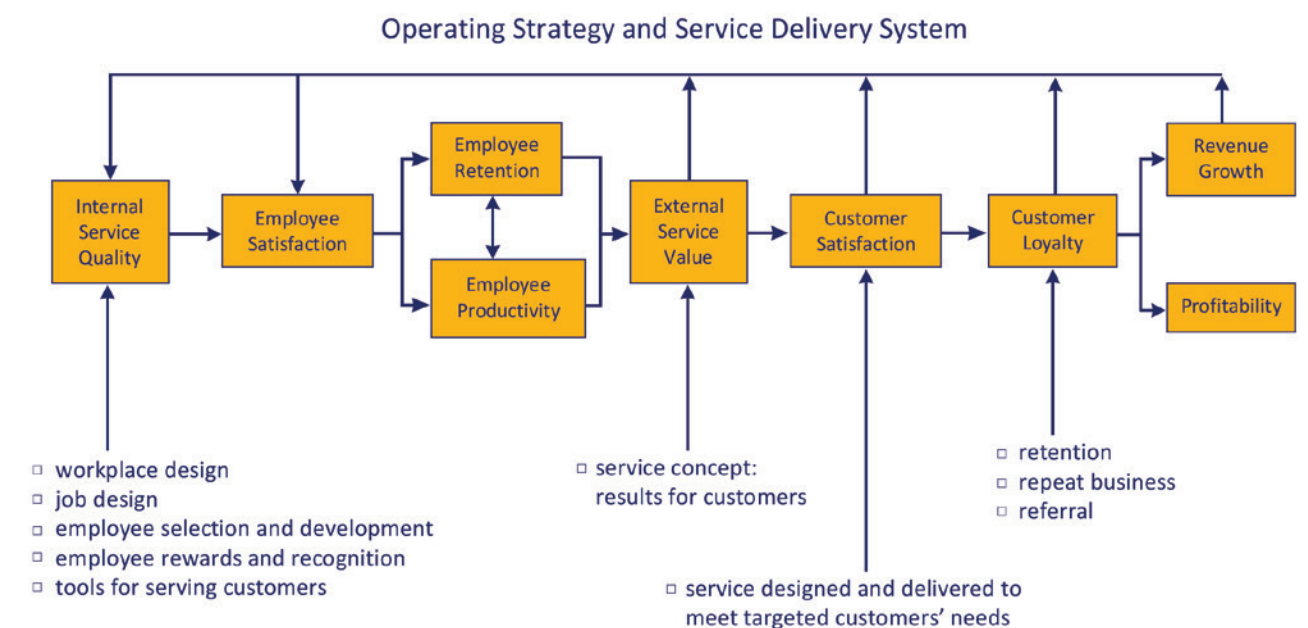 Operating Strategy and Service Delivery System
Internal
Service
Quality
Employee
Satisfaction
Employee
Retention
Employee
Productivity
External
Service
Value
Customer
Satisfaction
Customer
Loyalty
Revenue
Growth
Profitability
workplace design
job design
employee selection and development
employee rewards and recognition
tools for serving customers
service concept:
results for customers
service designed and delivered to
meet targeted customers' needs
retention
repeat business
referral